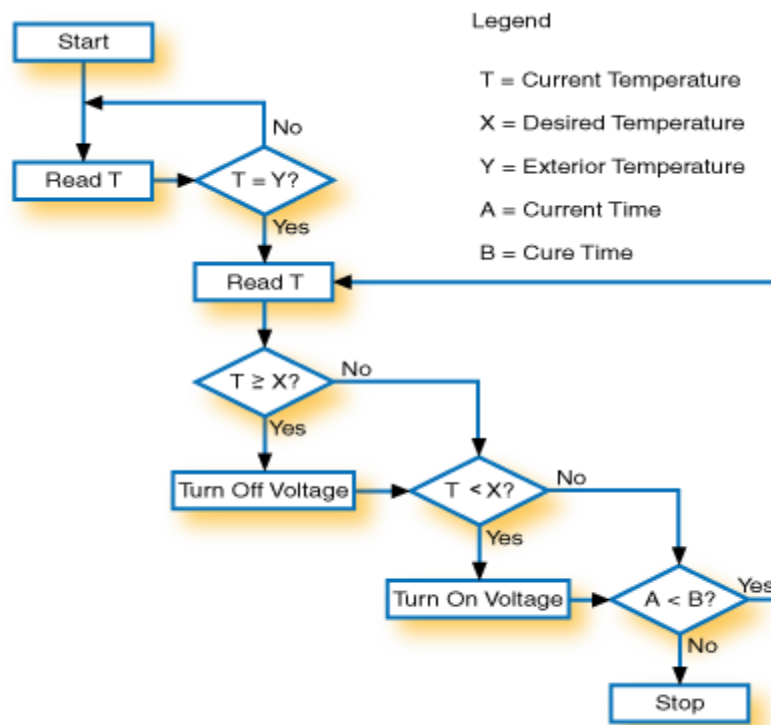 Start
Legend
T = Current Temperature
X = Desired Temperature
Y = Exterior Temperature
A = Current Time
B = Cure Time
No
Read T
T = Y?
Yes
Read T
T ≥ X?
No
Yes
Turn Off Voltage
T < X?
No
Yes
Turn On Voltage
A < B?
Yes
No
Stop